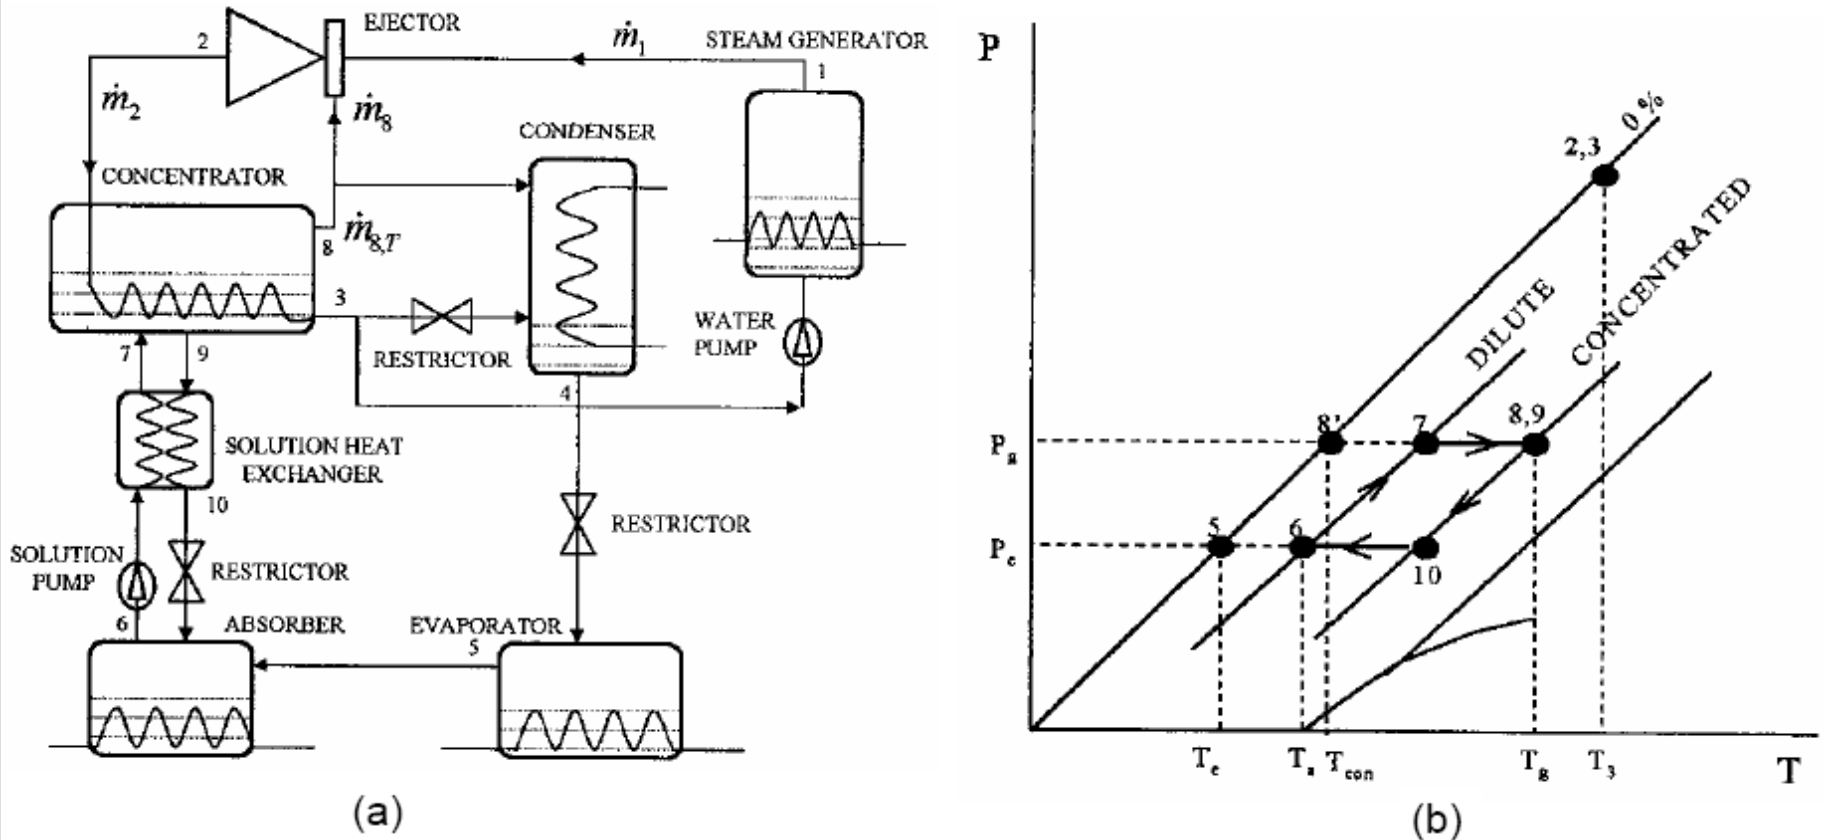 EJECTOR
2
ṁ1
STEAM GENERATOR
1
ṁ2
ṁ8
CONDENSER
CONCENTRATOR
8
ṁ8,T
3
RESTRICTOR
WATER
PUMP
7
9
4
SOLUTION HEAT
EXCHANGER
10
RESTRICTOR
SOLUTION
PUMP
RESTRICTOR
6
ABSORBER
EVAPORATOR
5
(a)
P
0 %
2,3
DILUTE
CONCENTRATED
8'
7
8,9
Pg
5
6
10
Pe
Te
Ta
Tcon
Tg
T3
T
(b)